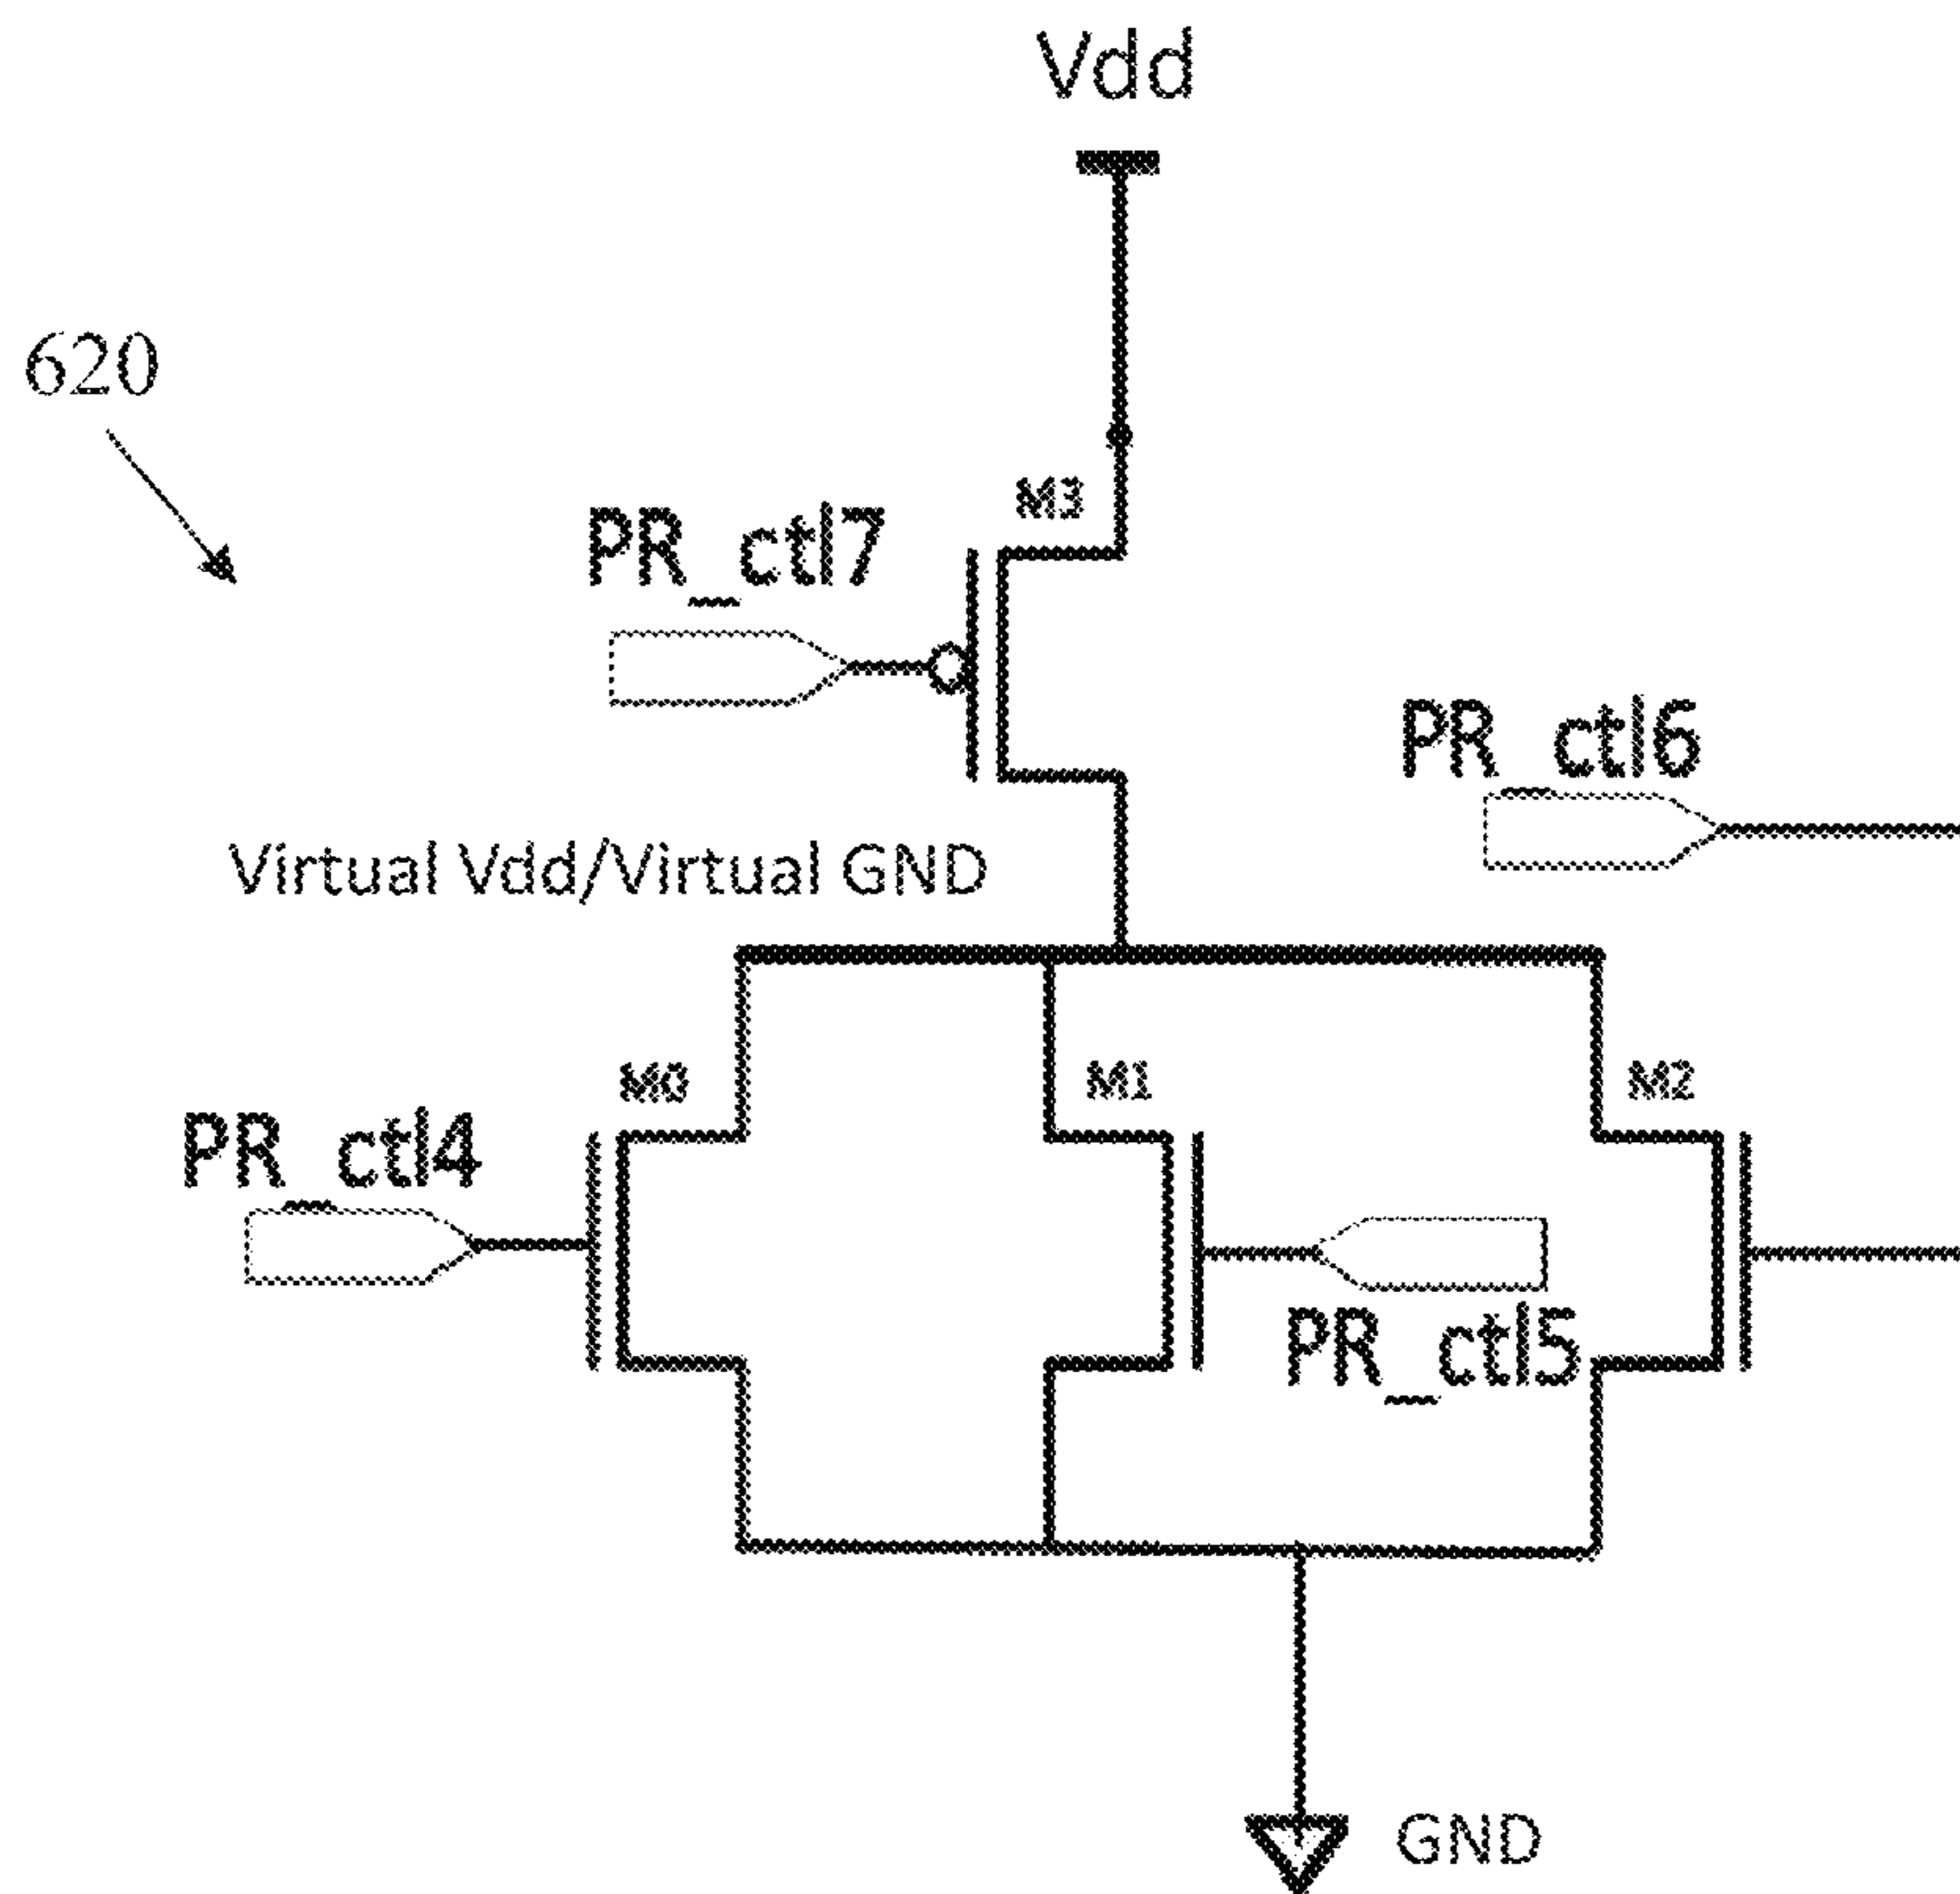 Vdd
620
M3
PR_ctl7
PR_ctl6
Virtual Vdd/Virtual GND
M0
M1
M2
PR_ctl4
PR_ctl5
GND